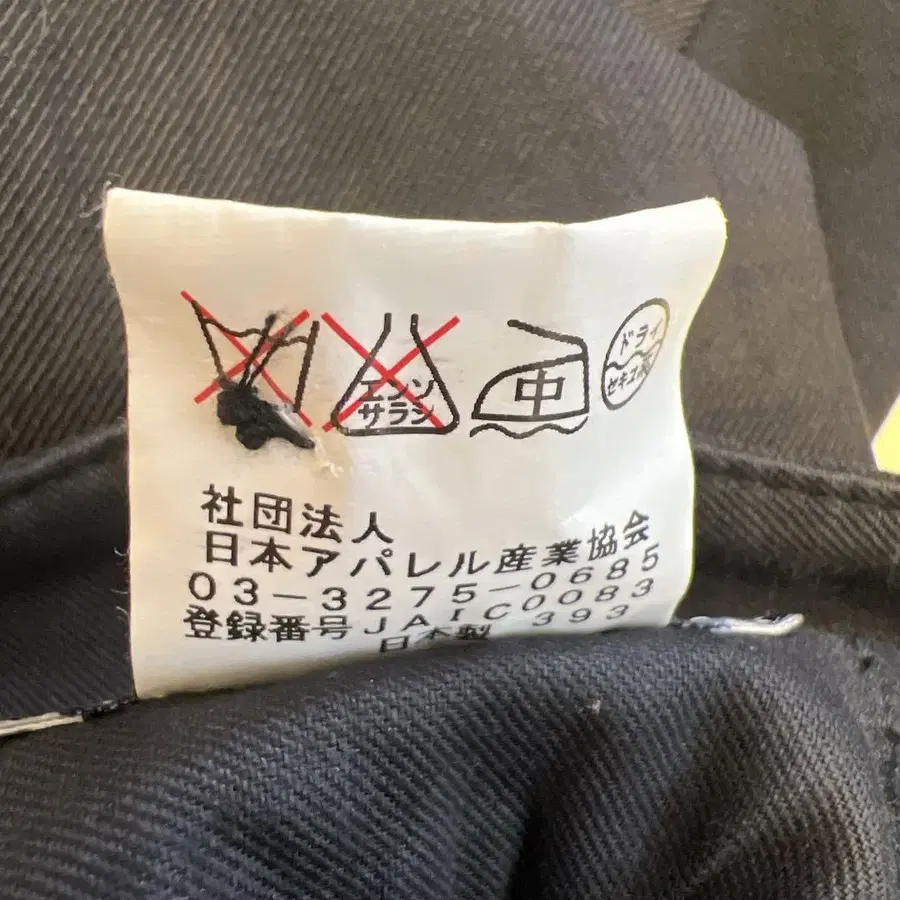 エンソ
サラシ
中
ドライ
セキユ系
社団法人
日本アパレル産業協会
03-3275-0685
登録番号JAIC0083
393
日本製